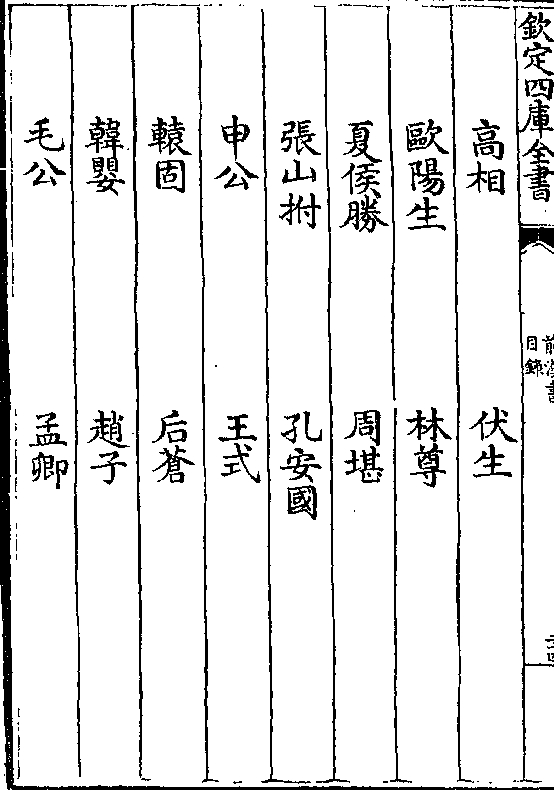 欽定四庫全書
前漢書
目錄
高相 伏生
歐陽生 林尊
夏侯勝 周堪
張山拊 孔安國
申公 王式
轅固 后蒼
韓嬰 趙子
毛公 孟卿